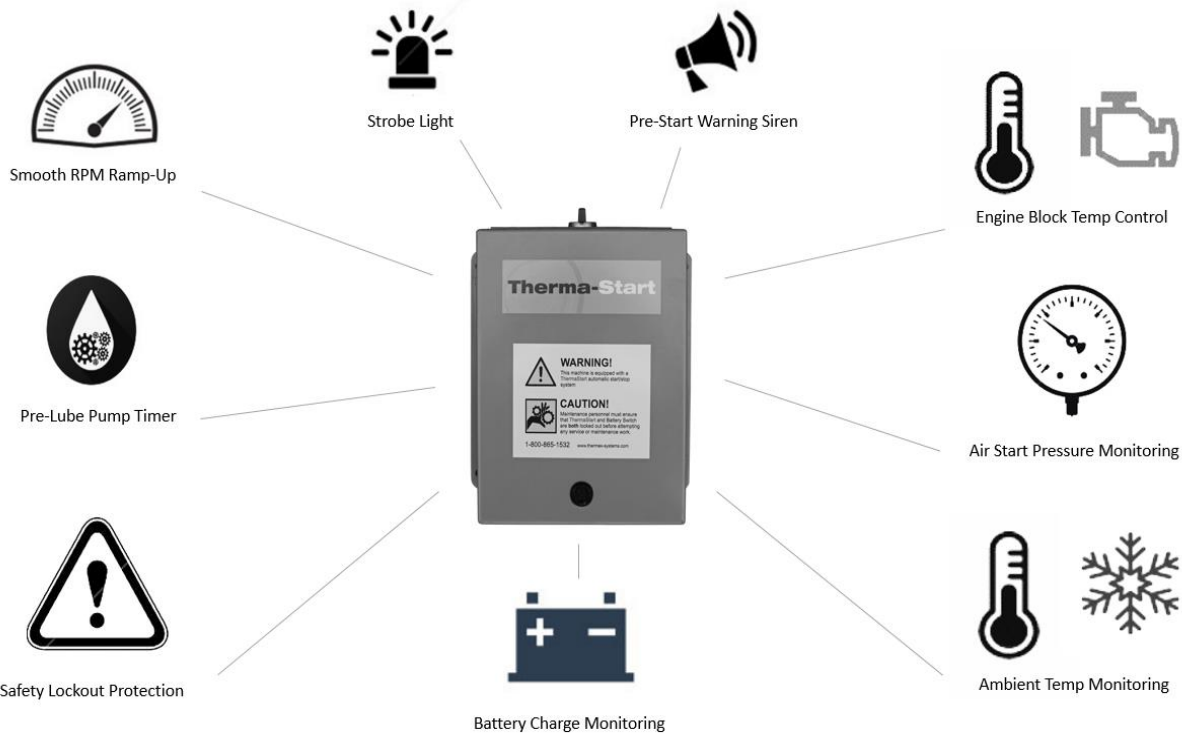 Strobe Light
Pre-Start Warning Siren
Smooth RPM Ramp-Up
Engine Block Temp Control
Therma-Start
WARNING!
This machine is equipped with a
ThermaStart automatic start/stop
system
CAUTION!
Maintenance personnel must ensure
that ThermaStart and Battery Switch
are both locked out before attempting
any service or maintenance work.
1-800-865-1532 www.thermex-systems.com
Pre-Lube Pump Timer
Air Start Pressure Monitoring
Safety Lockout Protection
Ambient Temp Monitoring
Battery Charge Monitoring